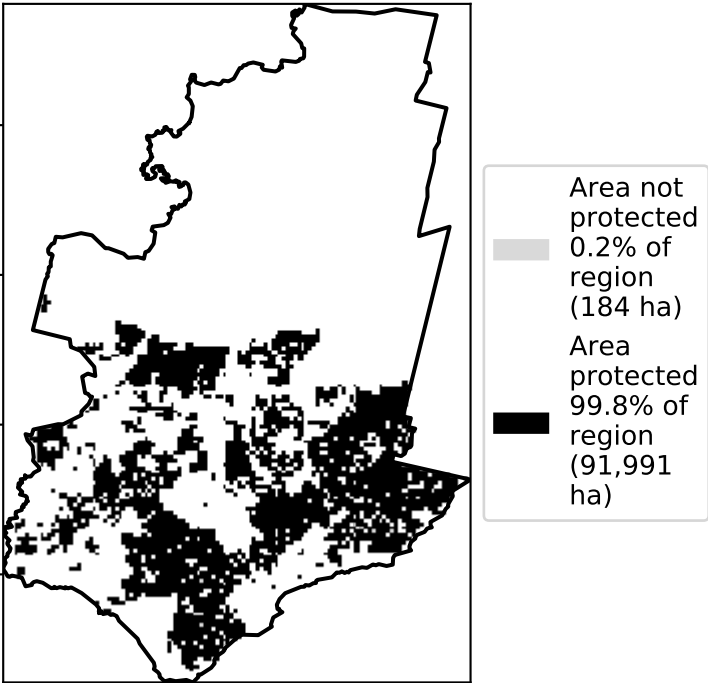 Area not
protected
0.2% of
region
(184 ha)
Area
protected
99.8% of
region
(91,991
ha)